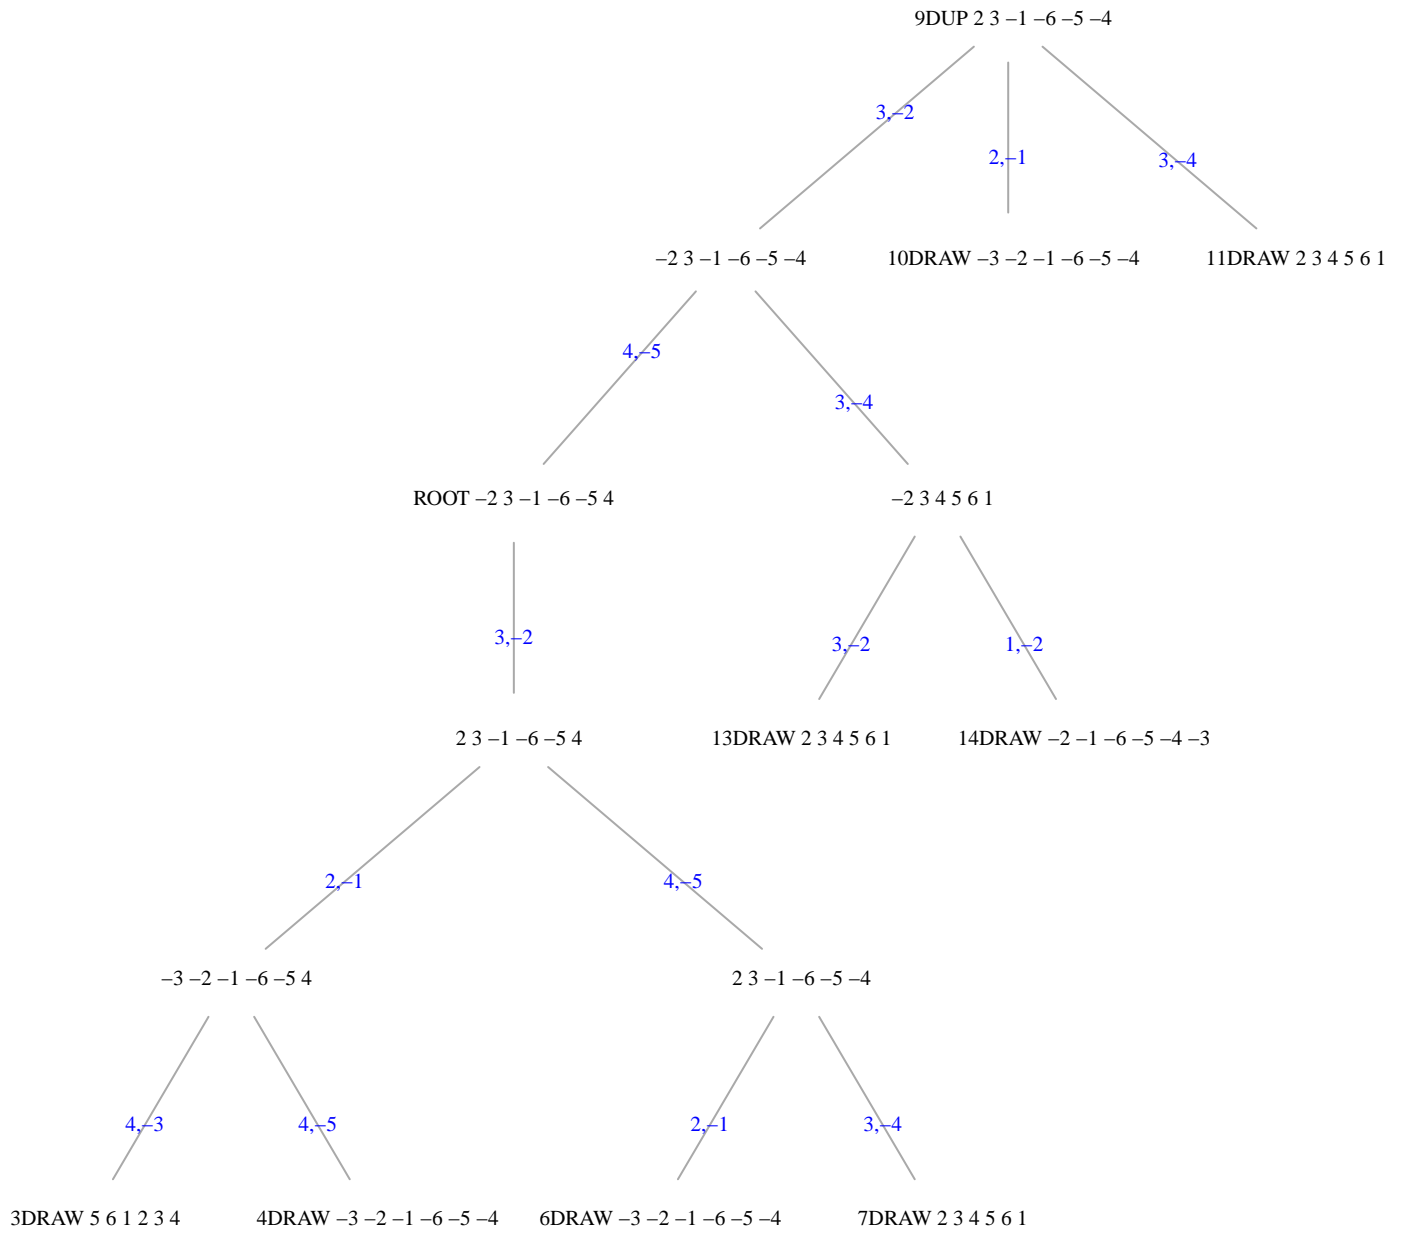 9DUP 2 3 −1 −6 −5 −4
3,−2
2,−1
3,−4
−2 3 −1 −6 −5 −4
10DRAW −3 −2 −1 −6 −5 −4
11DRAW 2 3 4 5 6 1
4,−5
3,−4
ROOT −2 3 −1 −6 −5 4
−2 3 4 5 6 1
3,−2
3,−2
1,−2
2 3 −1 −6 −5 4
13DRAW 2 3 4 5 6 1
14DRAW −2 −1 −6 −5 −4 −3
2,−1
4,−5
−3 −2 −1 −6 −5 4
2 3 −1 −6 −5 −4
4,−3
4,−5
2,−1
3,−4
3DRAW 5 6 1 2 3 4
4DRAW −3 −2 −1 −6 −5 −4
6DRAW −3 −2 −1 −6 −5 −4
7DRAW 2 3 4 5 6 1